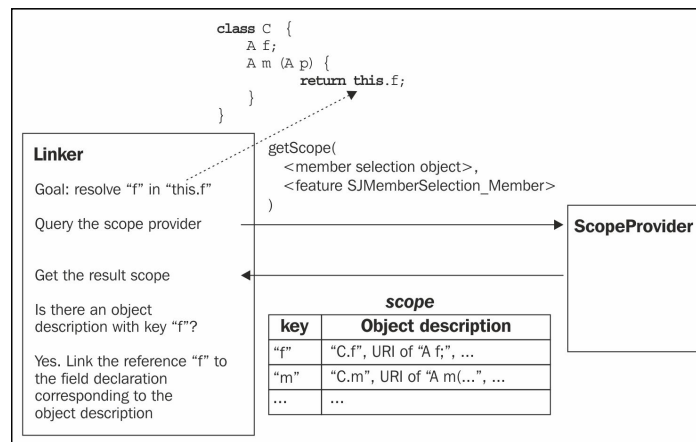 class C {
A f;
A m (A p) {
return this.f;
}
}
Linker
Goal: resolve “f” in “this.f”
Query the scope provider
Get the result scope
Is there an object
description with key “f”?
Yes. Link the reference “f” to
the field declaration
corresponding to the
object description
getScope(
<member selection object>,
<feature SJMemberSelection_Member>
)
ScopeProvider
scope
key Object description
“f” “C.f”, URI of “A f;”, ...
“m” “C.m”, URI of “A m(...”, ...
... ...